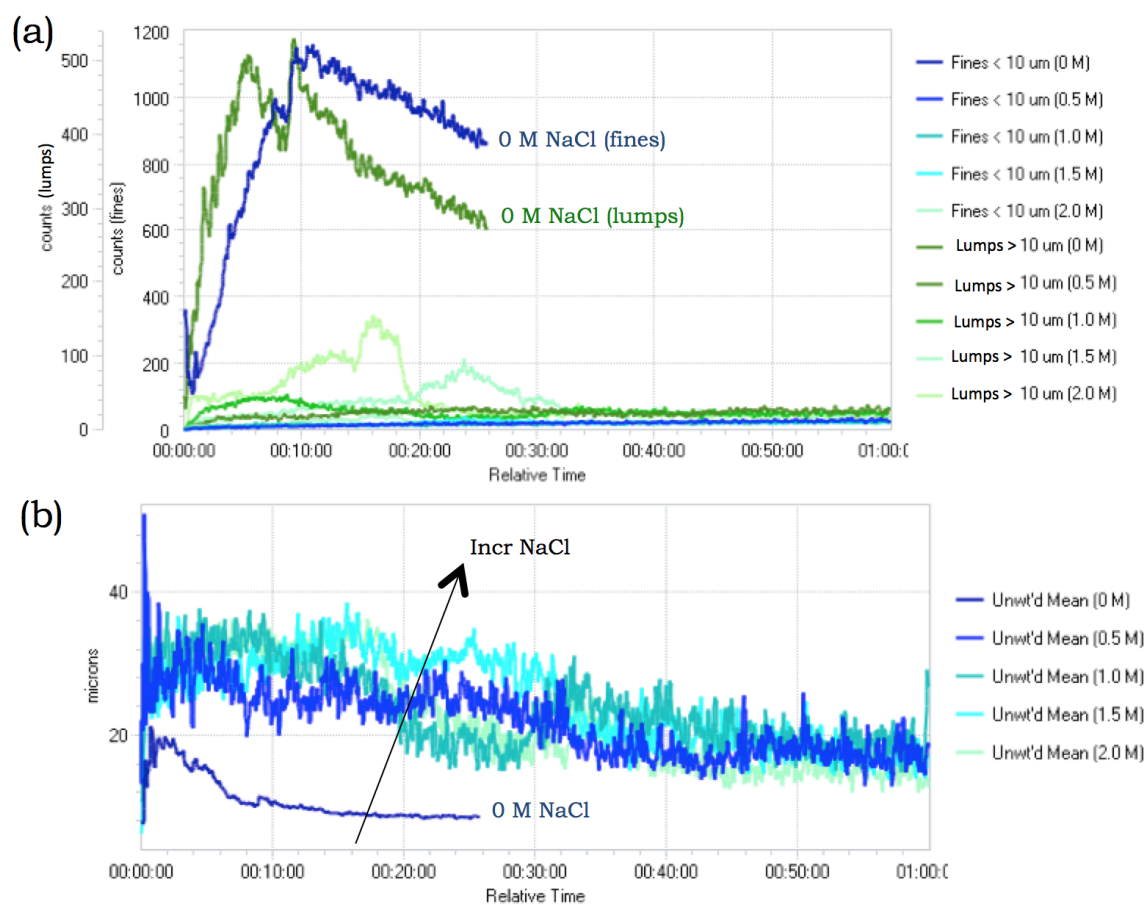 (a)
counts (lumps)
500
400
300
200
100
0
counts (fines)
1200
1000
800
600
400
200
0
0 M NaCl (fines)
0 M NaCl (lumps)
00:00:00 00:10:00 00:20:00 00:30:00 00:40:00 00:50:00 01:00:0
Relative Time
Fines < 10 um (0 M)
Fines < 10 um (0.5 M)
Fines < 10 um (1.0 M)
Fines < 10 um (1.5 M)
Fines < 10 um (2.0 M)
Lumps > 10 um (0 M)
Lumps > 10 um (0.5 M)
Lumps > 10 um (1.0 M)
Lumps > 10 um (1.5 M)
Lumps > 10 um (2.0 M)
(b)
microns
40
20
Incr NaCl
0 M NaCl
00:00:00 00:10:00 00:20:00 00:30:00 00:40:00 00:50:00 01:00:0
Relative Time
Unwt'd Mean (0 M)
Unwt'd Mean (0.5 M)
Unwt'd Mean (1.0 M)
Unwt'd Mean (1.5 M)
Unwt'd Mean (2.0 M)